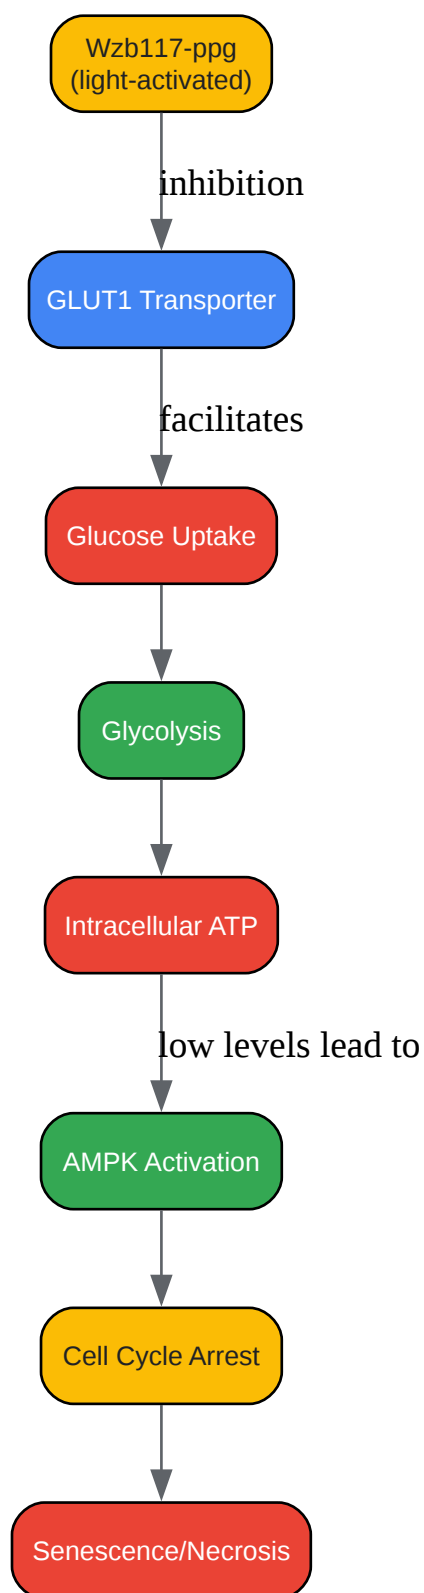 Wzb117-ppg
(light-activated)
inhibition
GLUT1 Transporter
facilitates
Glucose Uptake
Glycolysis
Intracellular ATP
low levels lead to
AMPK Activation
Cell Cycle Arrest
Senescence/Necrosis